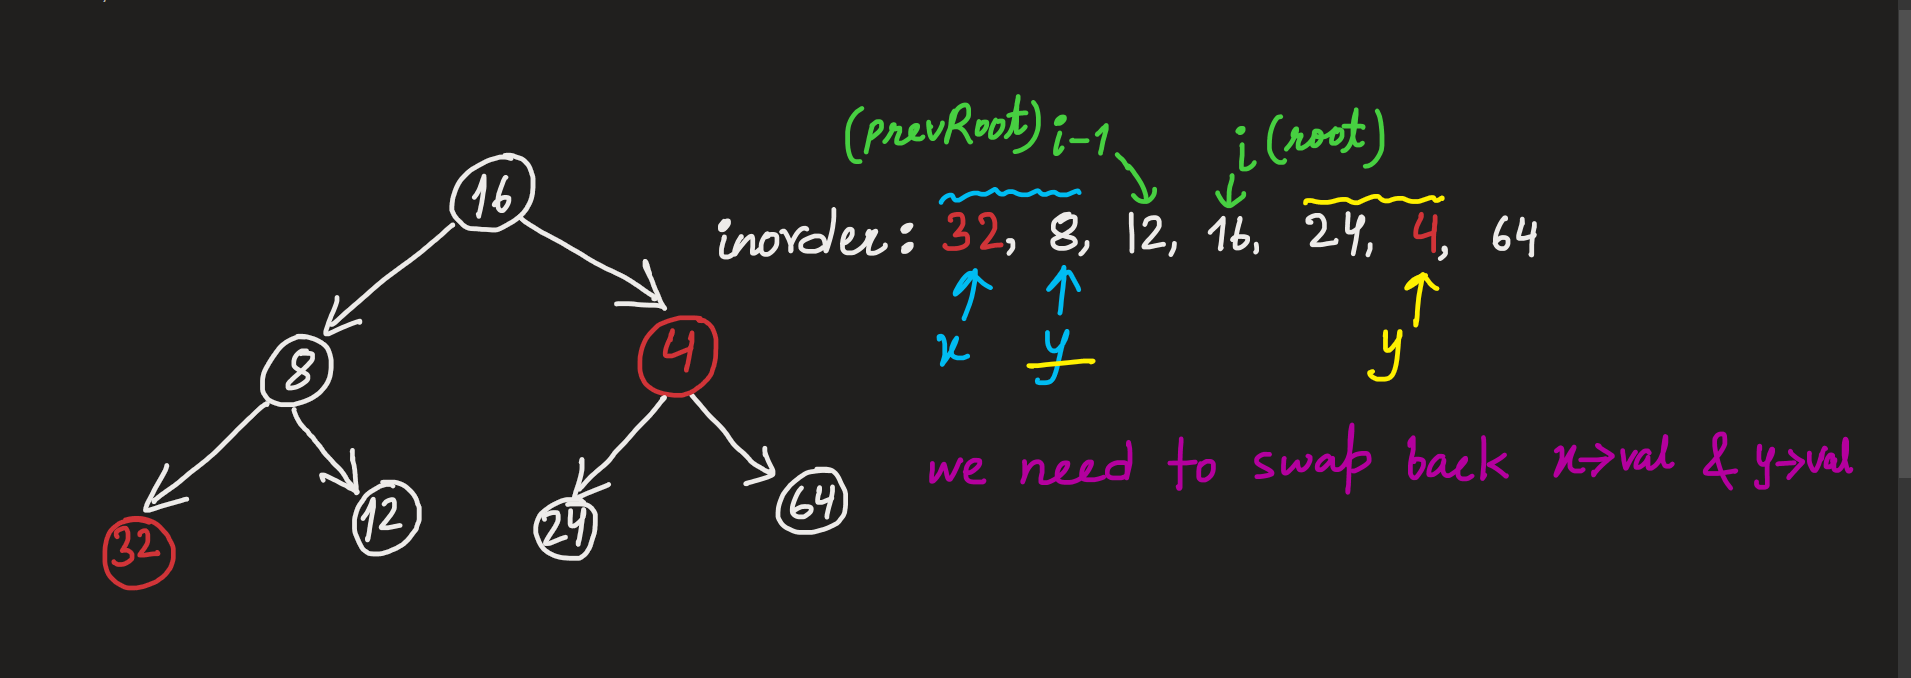 (prevRoot) i-1
i (root)
16
inorder: 32, 8, 12, 16, 24, 4, 64
x
y
y
8
4
we need to swap back x→val & y→val
32
12
24
64